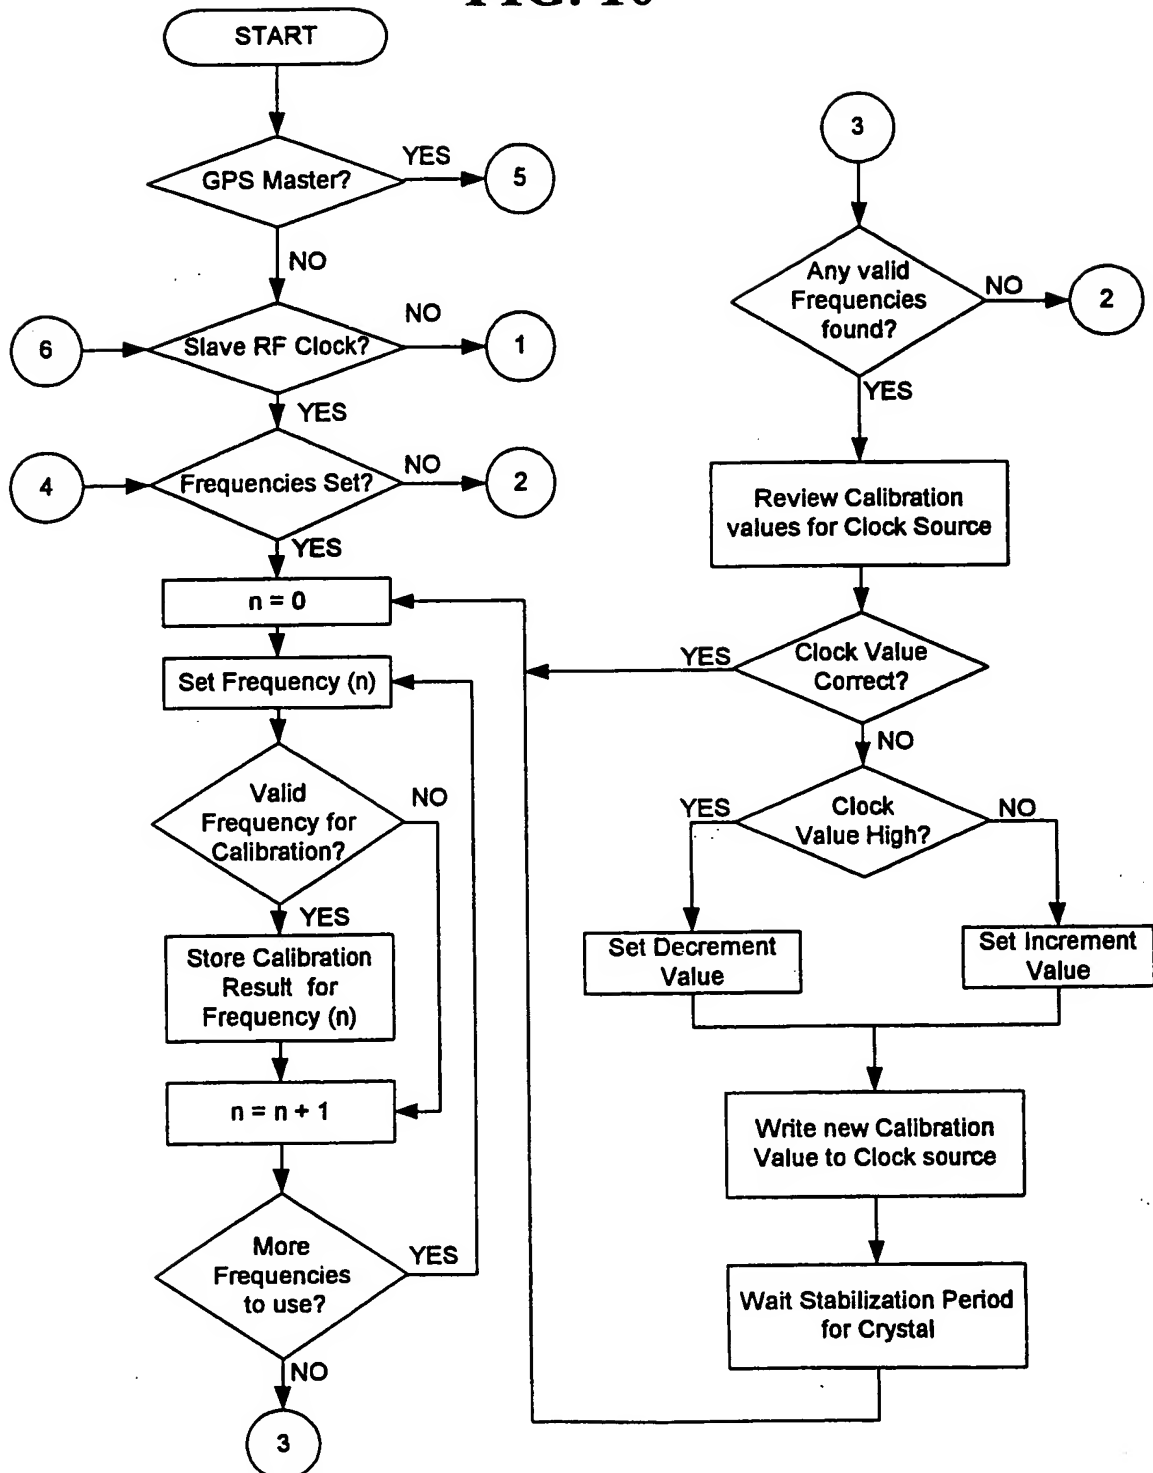 START
GPS Master?
YES
5
NO
6
Slave RF Clock?
NO
1
YES
4
Frequencies Set?
NO
2
YES
n = 0
Set Frequency (n)
Valid
Frequency for
Calibration?
NO
YES
Store Calibration
Result for
Frequency (n)
n = n + 1
More
Frequencies
to use?
YES
NO
3
3
Any valid
Frequencies
found?
NO
2
YES
Review Calibration
values for Clock Source
Clock Value
Correct?
YES
NO
Clock
Value High?
YES
NO
Set Decrement
Value
Set Increment
Value
Write new Calibration
Value to Clock source
Wait Stabilization Period
for Crystal